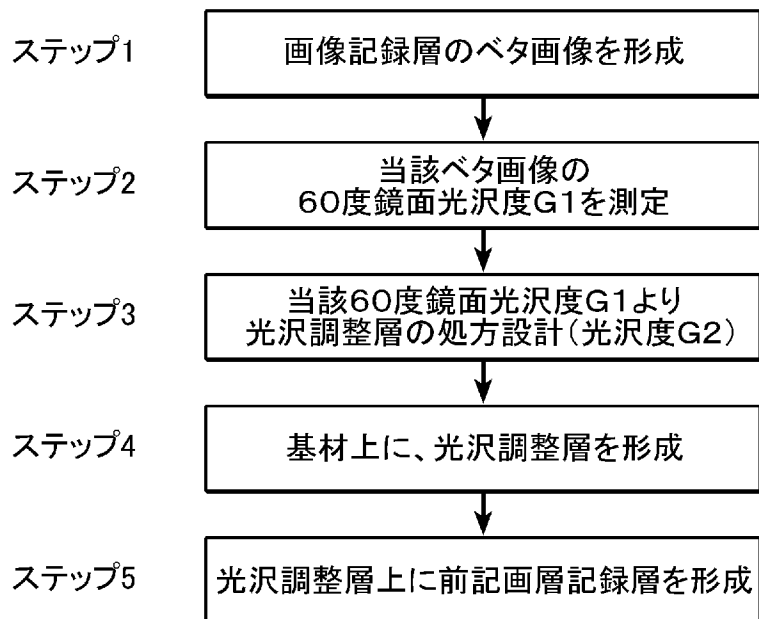 ステップ1
画像記録層のベタ画像を形成
ステップ2
当該ベタ画像の
60度鏡面光沢度G1を測定
ステップ3
当該60度鏡面光沢度G1より
光沢調整層の処方設計(光沢度G2)
ステップ4
基材上に、光沢調整層を形成
ステップ5
光沢調整層上に前記画層記録層を形成